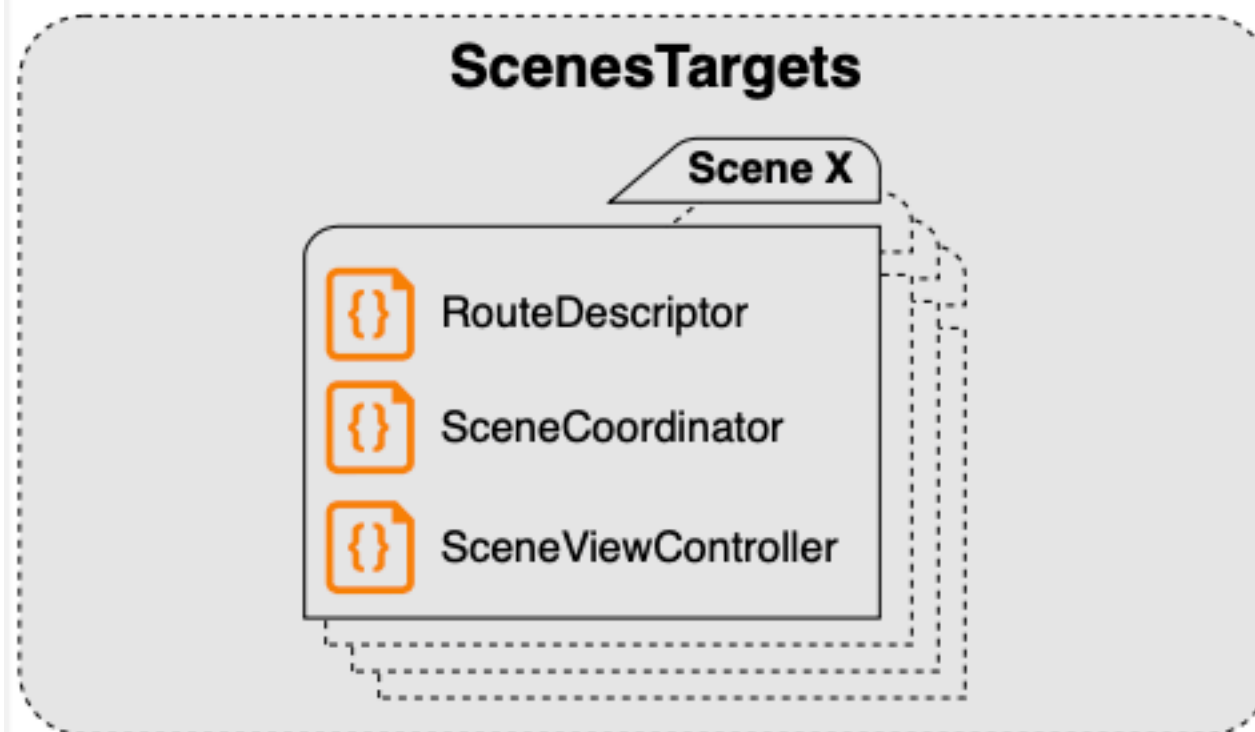 ScenesTargets
Scene X
{} RouteDescriptor
{} SceneCoordinator
{} SceneViewController